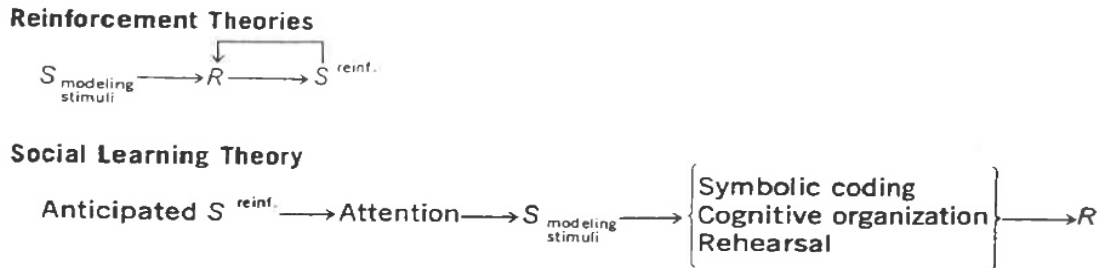 Reinforcement Theories
S modeling stimuli → R → S reinf.
Social Learning Theory
Anticipated S reinf. → Attention → S modeling stimuli → { Symbolic coding
Cognitive organization
Rehearsal } → R